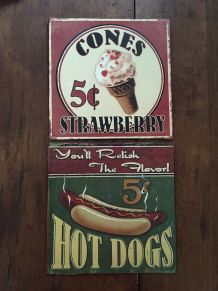 CONES
5¢
STRAWBERRY
You'll Relish
The Flavor!
5¢
HOT DOGS